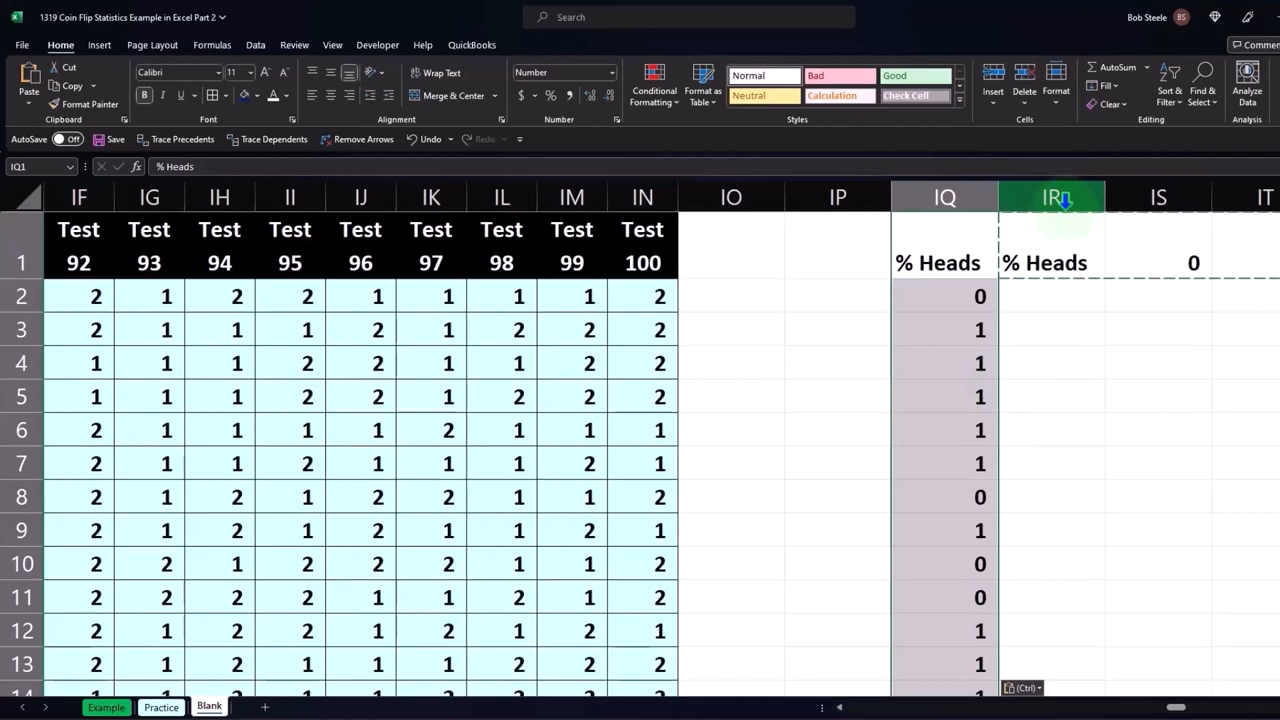 1319 Coin Flip Statistics Example in Excel Part 2
Search
Bob Steele
BS
File
Home
Insert
Page Layout
Formulas
Data
Review
View
Developer
Help
QuickBooks
Commen
Paste
Cut
Copy
Format Painter
Clipboard
Calibri
11
B I U
Font
Wrap Text
Merge & Center
Alignment
Number
$ % ,
Number
Conditional Formatting
Format as Table
Normal
Bad
Good
Neutral
Calculation
Check Cell
Styles
Insert
Delete
Format
Cells
AutoSum
Fill
Clear
Sort & Filter
Find & Select
Editing
Analyze Data
Analysis
AutoSave Off
Save
Trace Precedents
Trace Dependents
Remove Arrows
Undo
Redo
IQ1
fx
% Heads
IF IG IH II IJ IK IL IM IN IO IP IQ IR IS IT
Test Test Test Test Test Test Test Test Test
1 92 93 94 95 96 97 98 99 100 % Heads % Heads 0
2 2 1 2 2 1 1 1 1 2 0
3 2 1 1 1 2 1 2 2 2 1
4 1 1 1 2 2 1 1 2 2 1
5 1 1 1 2 2 1 2 2 2 1
6 2 1 1 1 1 2 1 1 1 1
7 2 1 1 2 1 1 1 2 1 1
8 2 1 2 1 2 2 1 1 2 0
9 2 1 2 1 2 1 1 2 1 1
10 2 2 1 2 2 2 1 1 2 0
11 2 2 2 2 1 1 2 1 2 0
12 2 1 2 2 1 2 1 2 1 1
13 2 1 2 1 1 1 2 2 2 1
(Ctrl)
Example
Practice
Blank